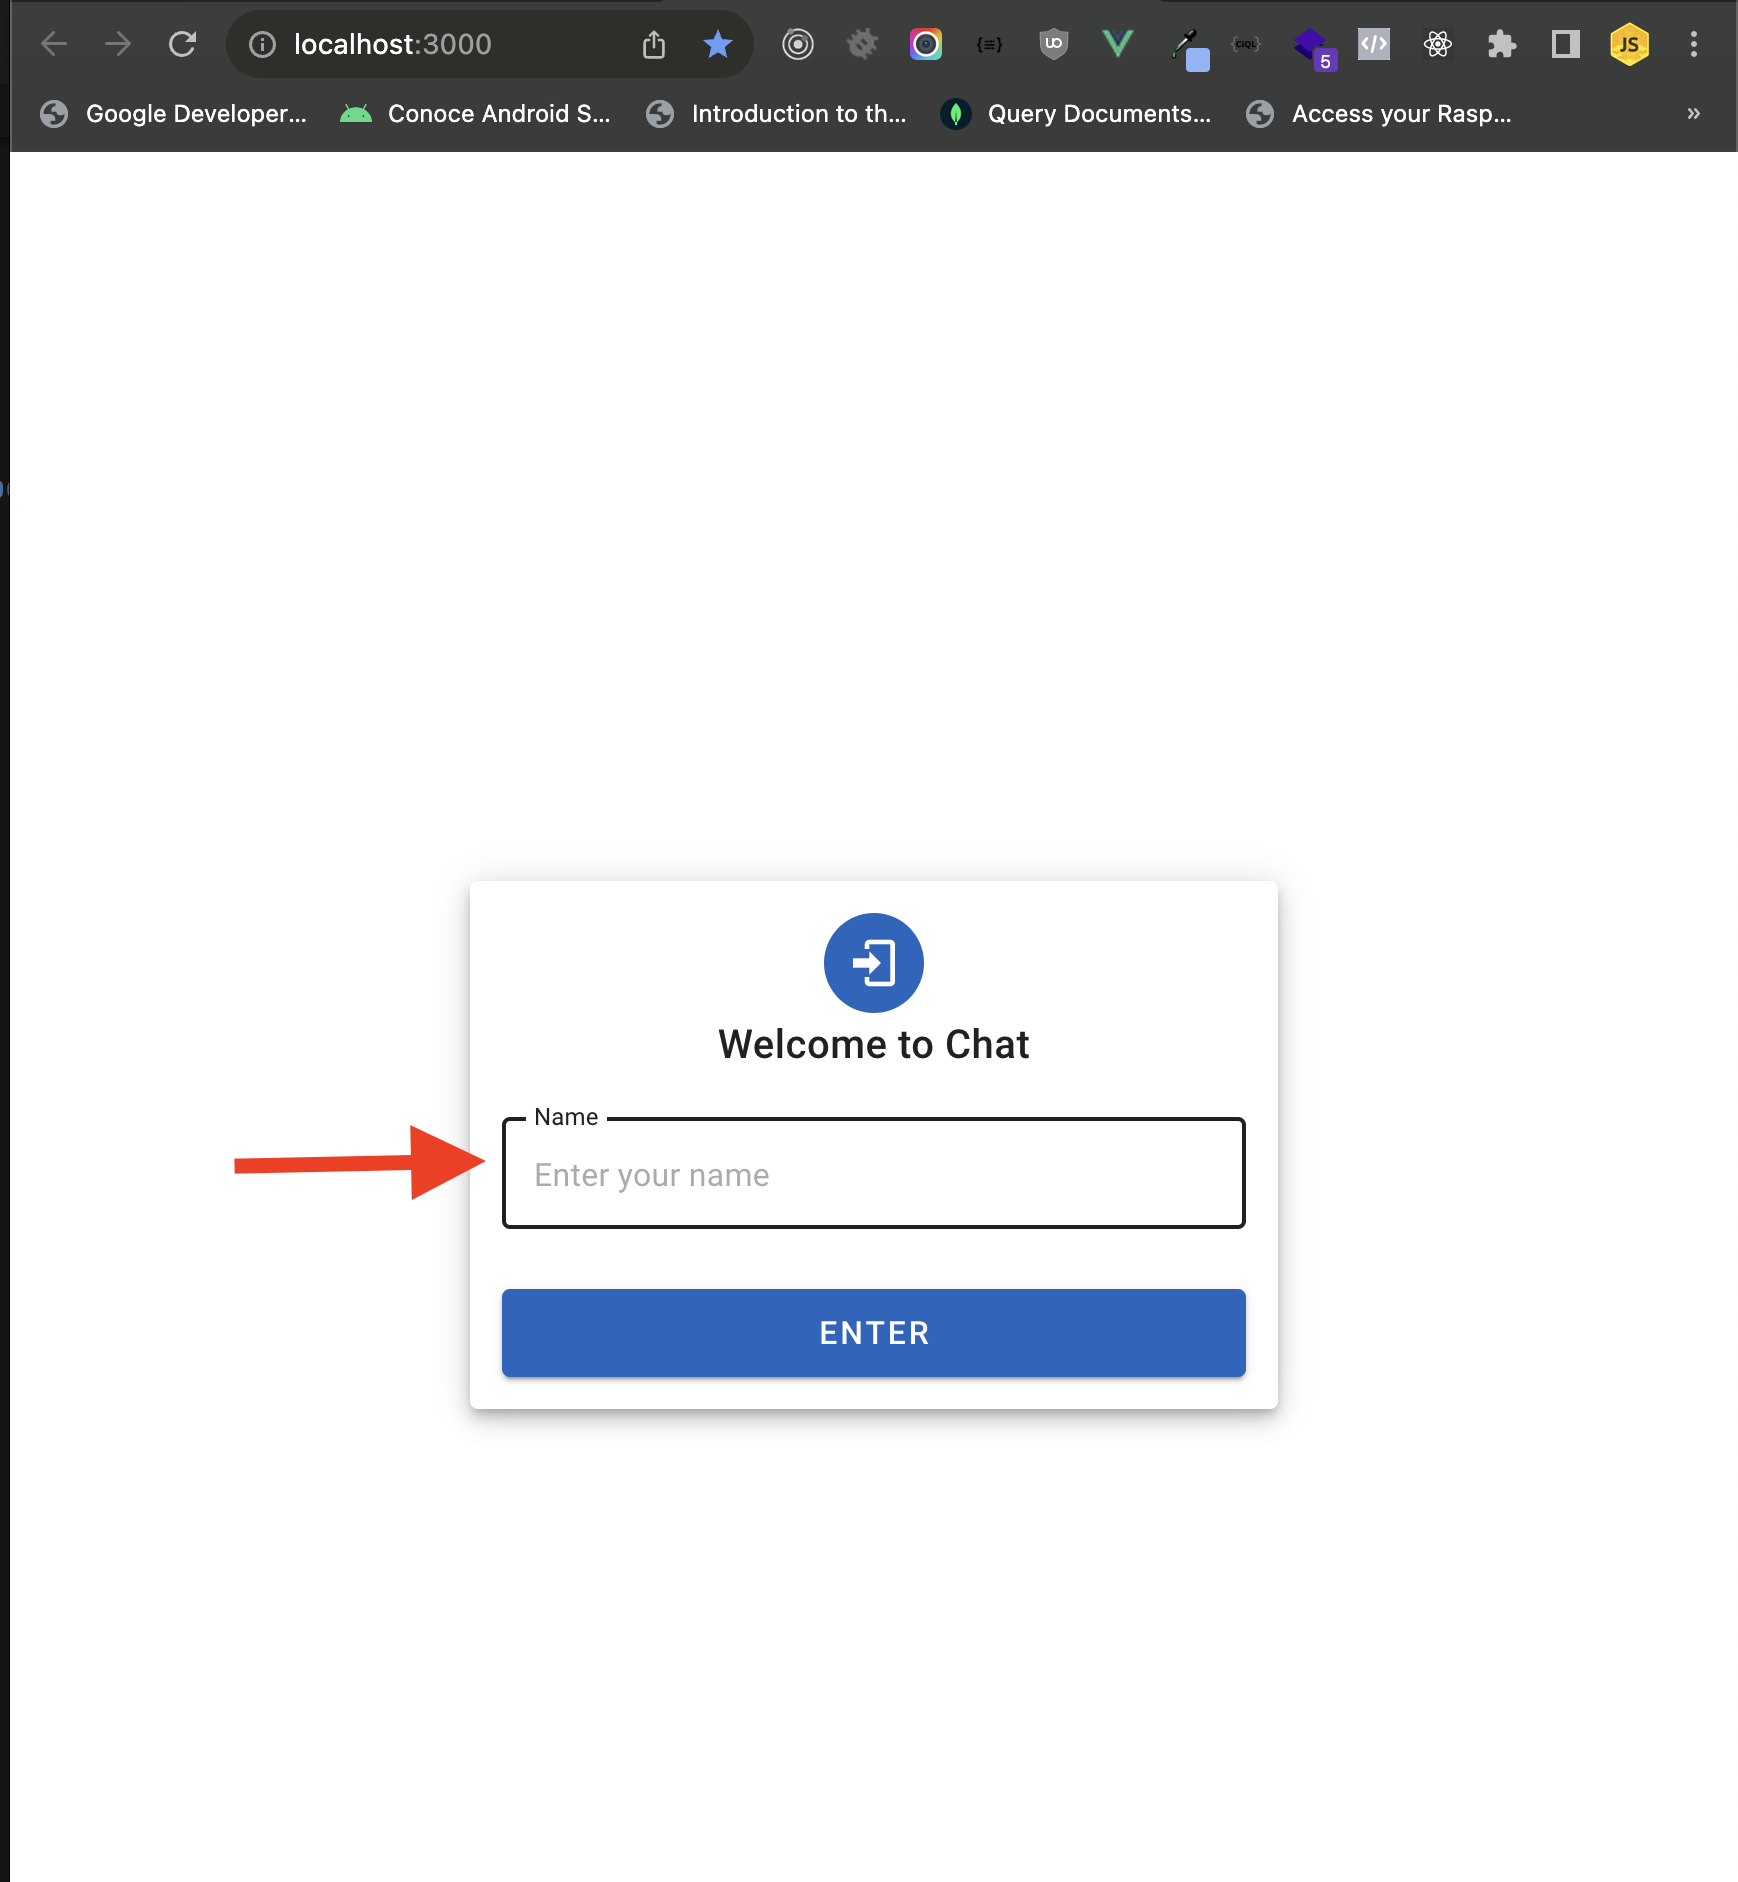 localhost:3000
5
JS
Google Developer...
Conoce Android S...
Introduction to th...
Query Documents...
Access your Rasp...
»
Welcome to Chat
Name
Enter your name
ENTER